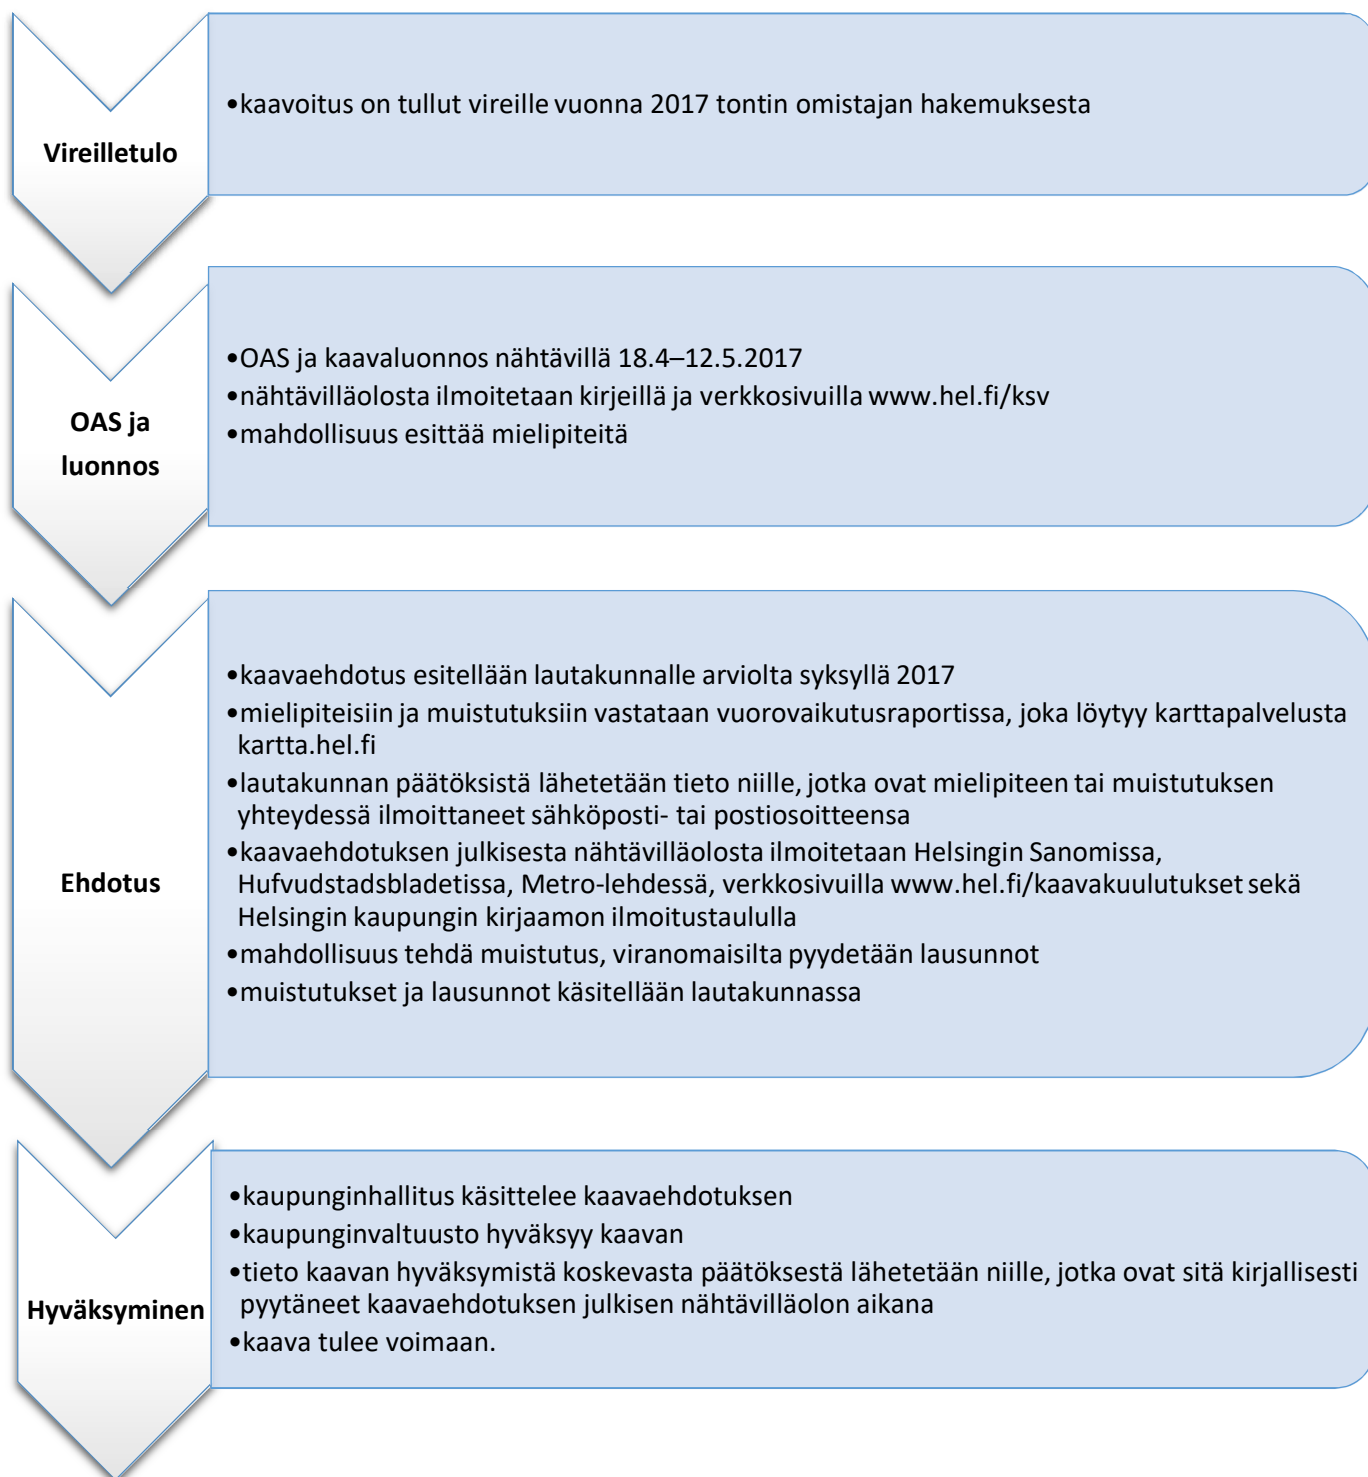 Vireilletulo
•kaavoitus on tullut vireille vuonna 2017 tontin omistajan hakemuksesta
OAS ja
luonnos
•OAS ja kaavaluonnos nähtävillä 18.4–12.5.2017
•nähtävilläolosta ilmoitetaan kirjeillä ja verkkosivuilla www.hel.fi/ksv
•mahdollisuus esittää mielipiteitä
Ehdotus
•kaavaehdotus esitellään lautakunnalle arviolta syksyllä 2017
•mielipiteisiin ja muistutuksiin vastataan vuorovaikutusraportissa, joka löytyy karttapalvelusta
kartta.hel.fi
•lautakunnan päätöksistä lähetetään tieto niille, jotka ovat mielipiteen tai muistutuksen
yhteydessä ilmoittaneet sähköposti- tai postiosoitteensa
•kaavaehdotuksen julkisesta nähtävilläolosta ilmoitetaan Helsingin Sanomissa,
Hufvudstadsbladetissa, Metro-lehdessä, verkkosivuilla www.hel.fi/kaavakuulutukset sekä
Helsingin kaupungin kirjaamon ilmoitustaululla
•mahdollisuus tehdä muistutus, viranomaisilta pyydetään lausunnot
•muistutukset ja lausunnot käsitellään lautakunnassa
Hyväksyminen
•kaupunginhallitus käsittelee kaavaehdotuksen
•kaupunginvaltuusto hyväksyy kaavan
•tieto kaavan hyväksymistä koskevasta päätöksestä lähetetään niille, jotka ovat sitä kirjallisesti
pyytäneet kaavaehdotuksen julkisen nähtävilläolon aikana
•kaava tulee voimaan.